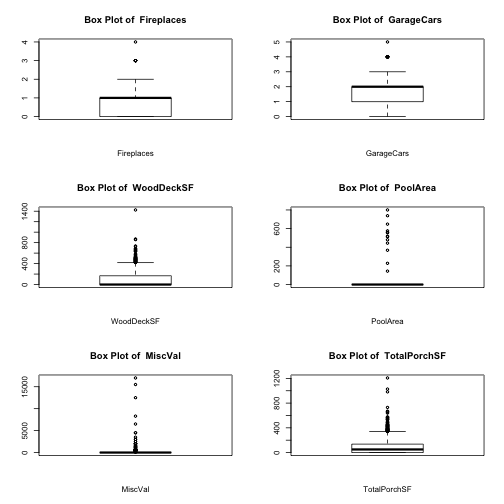 Box Plot of Fireplaces
4
3
2
1
0
Fireplaces
Box Plot of GarageCars
5
4
3
2
1
0
GarageCars
Box Plot of WoodDeckSF
1400
800
400
0
WoodDeckSF
Box Plot of PoolArea
600
200
0
PoolArea
Box Plot of MiscVal
15000
5000
0
MiscVal
Box Plot of TotalPorchSF
1200
800
400
0
TotalPorchSF